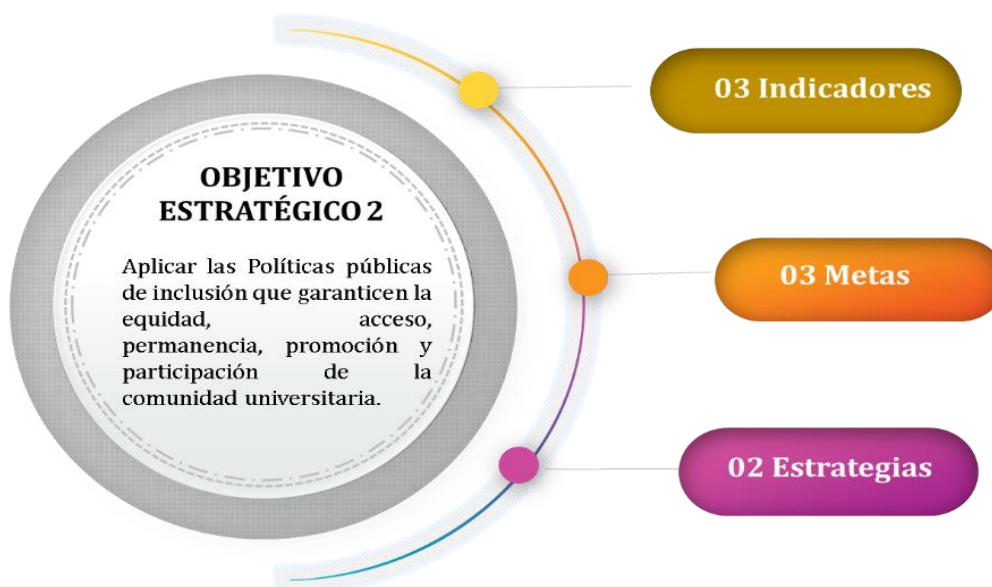 OBJETIVO
ESTRATÉGICO 2
Aplicar las Políticas públicas
de inclusión que garanticen la
equidad, acceso,
permanencia, promoción y
participación de la
comunidad universitaria.
03 Indicadores
03 Metas
02 Estrategias